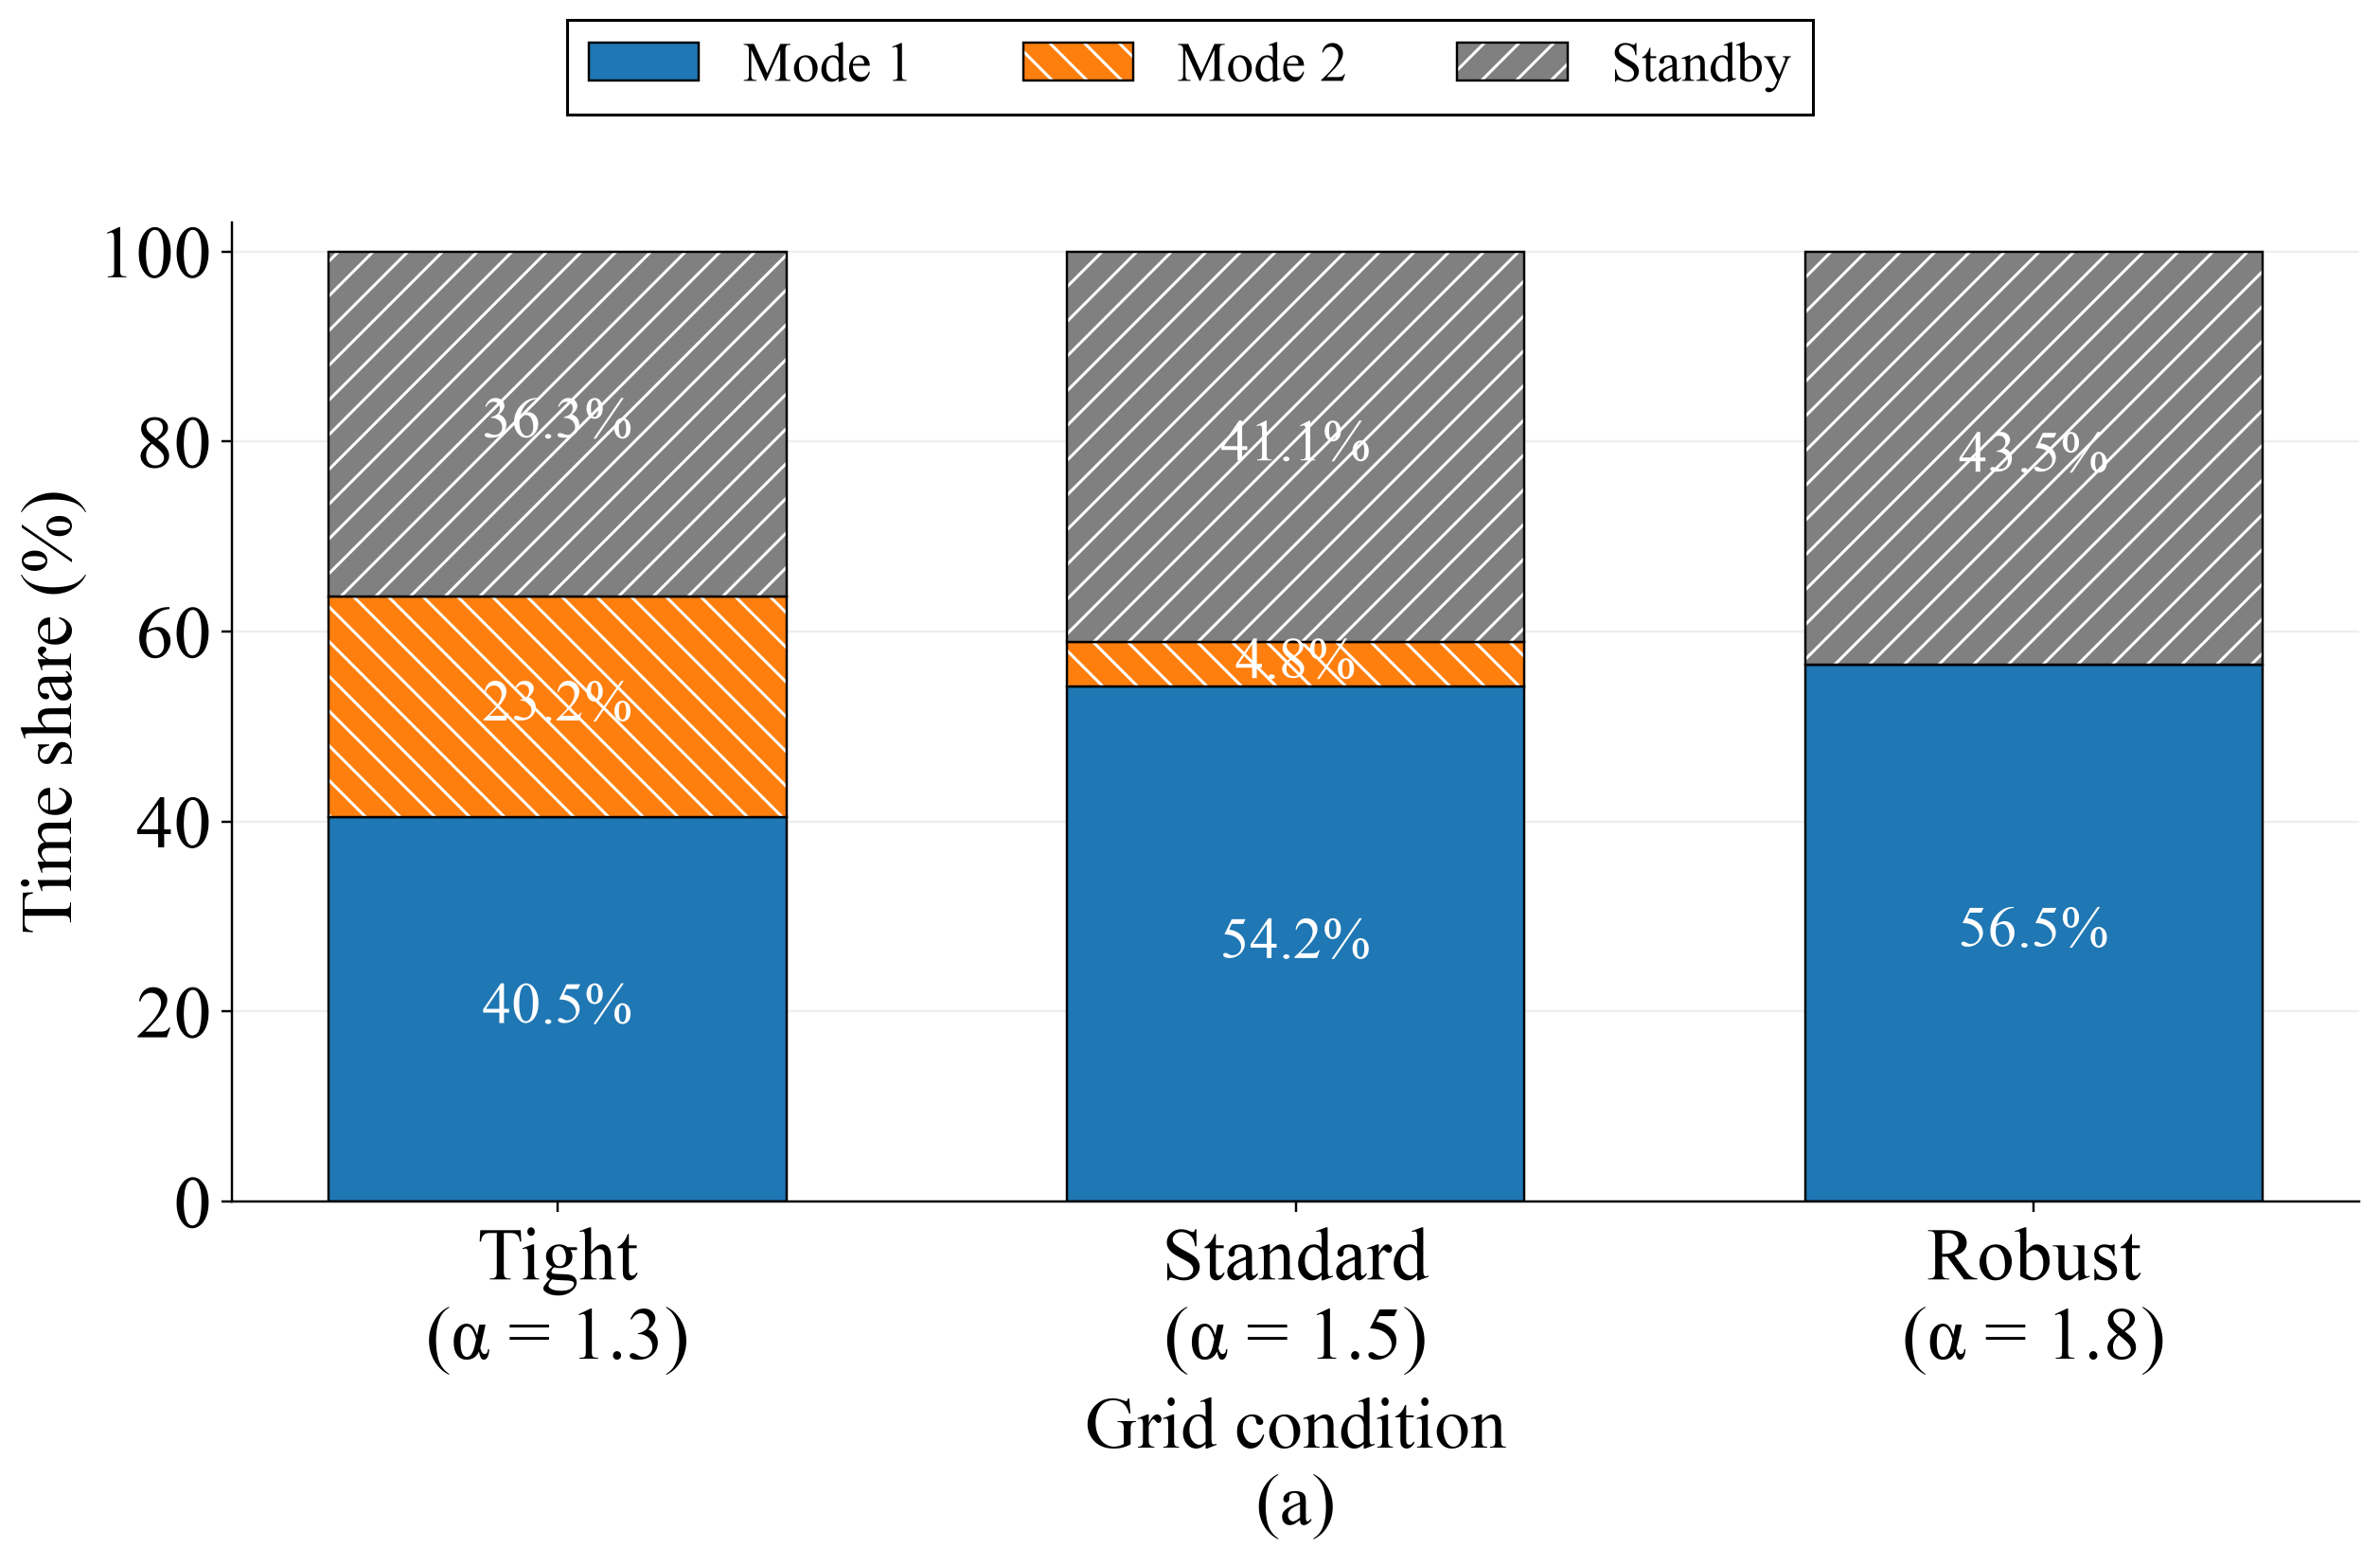 Mode 1 Mode 2 Standby
Time share (%)
100
80
60
40
20
0
36.3% 41.1% 43.5%
23.2% 4.8%
40.5% 54.2% 56.5%
Tight Standard Robust
(α = 1.3) (α = 1.5) (α = 1.8)
Grid condition
(a)